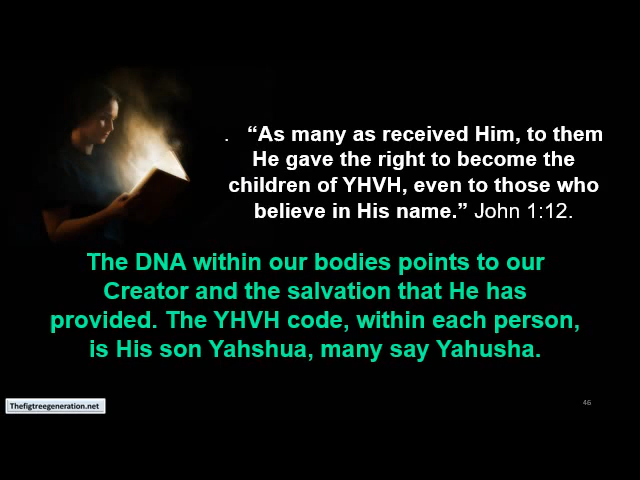 . “As many as received Him, to them
He gave the right to become the
children of YHVH, even to those who
believe in His name.” John 1:12.
The DNA within our bodies points to our
Creator and the salvation that He has
provided. The YHVH code, within each person,
is His son Yahshua, many say Yahusha.
Thefigtreegeneration.net
46